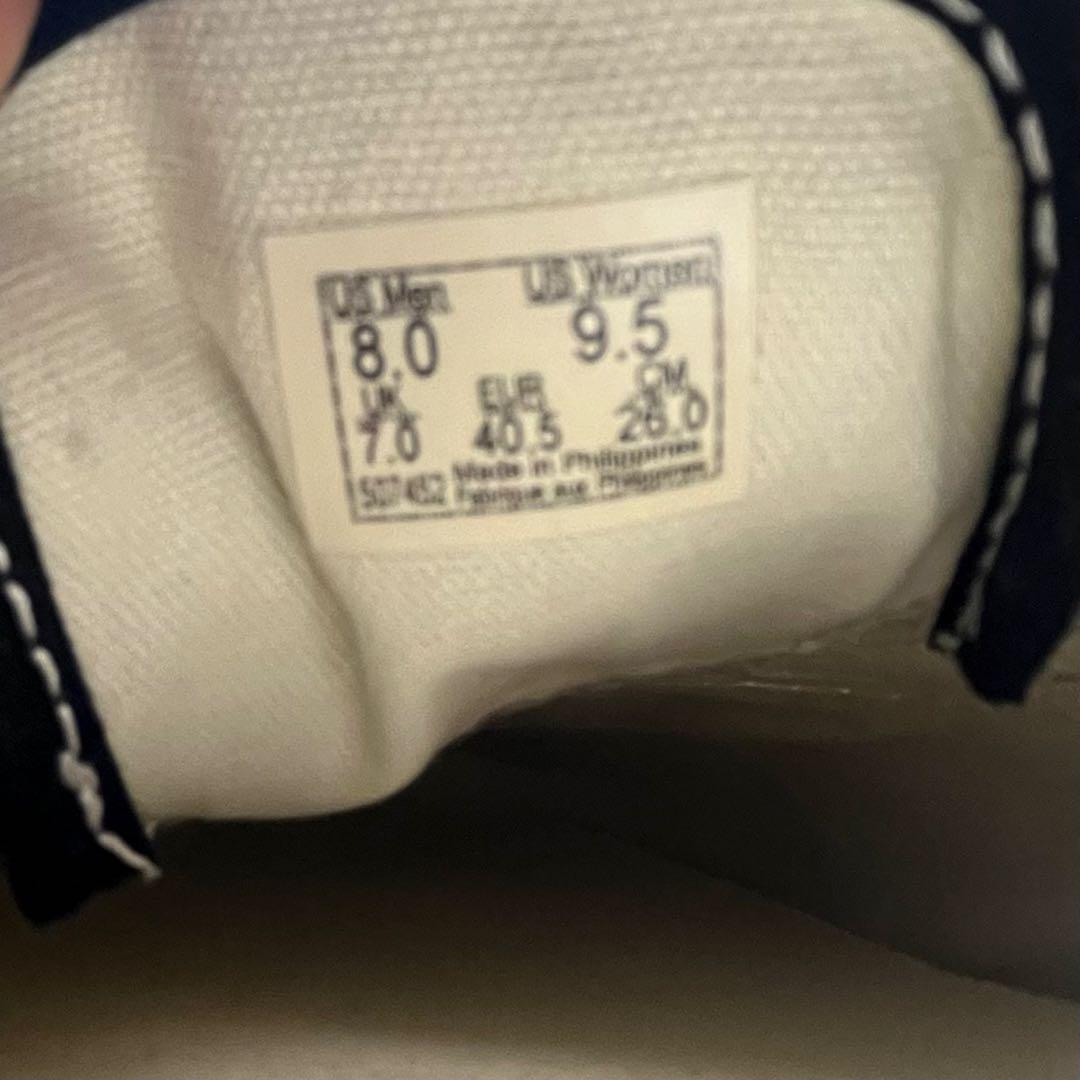 US Men US Women
8.0 9.5
UK EUR CM
7.0 40.5 26.0
Made in Philippines
507452 Fabriqué aux Philippines